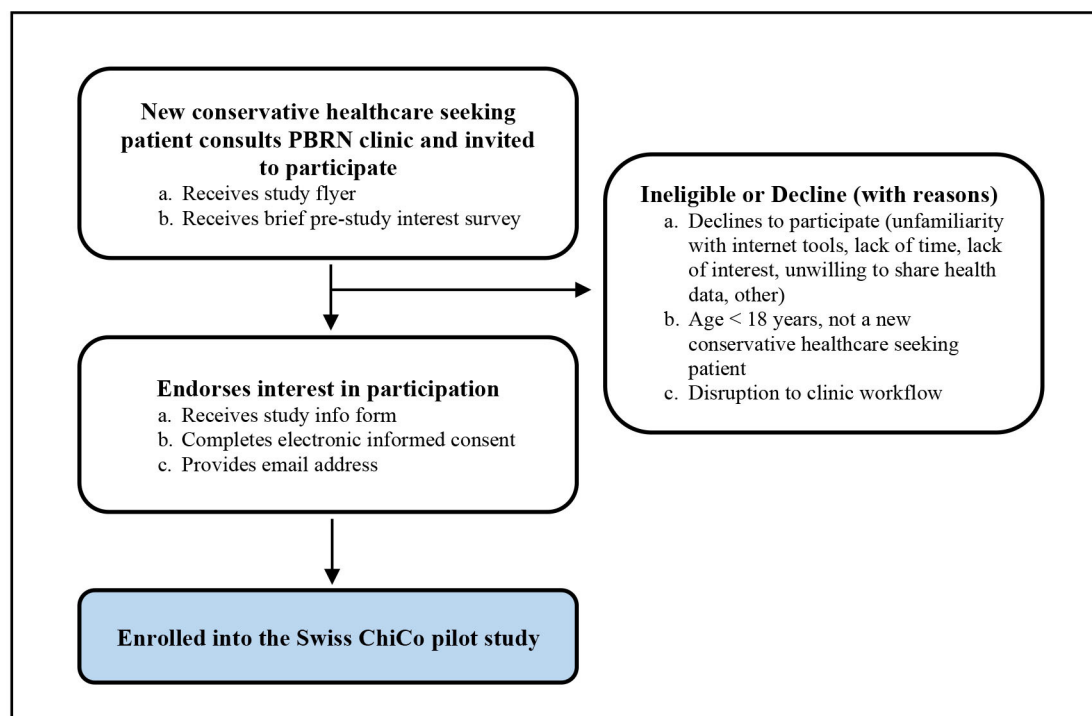 New conservative healthcare seeking
patient consults PBRN clinic and invited
to participate
a. Receives study flyer
b. Receives brief pre-study interest survey
Ineligible or Decline (with reasons)
a. Declines to participate (unfamiliarity
with internet tools, lack of time, lack
of interest, unwilling to share health
data, other)
b. Age < 18 years, not a new
conservative healthcare seeking
patient
c. Disruption to clinic workflow
Endorses interest in participation
a. Receives study info form
b. Completes electronic informed consent
c. Provides email address
Enrolled into the Swiss ChiCo pilot study